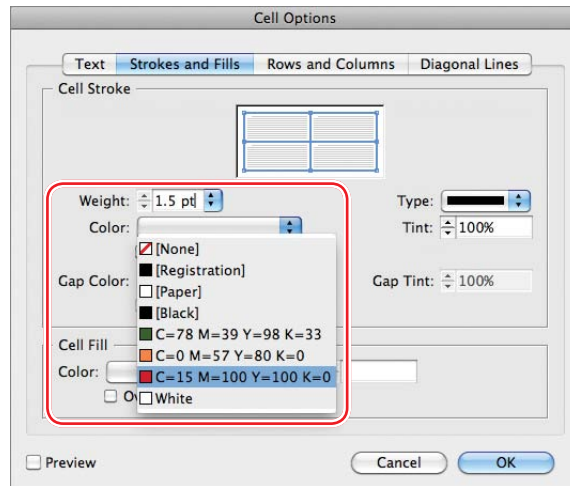 Cell Options
Text Strokes and Fills Rows and Columns Diagonal Lines
Cell Stroke
Weight: 1.5 pt Type:
Color: Tint: 100%
[None]
[Registration]
Gap Color: [Paper] Gap Tint: 100%
[Black]
C=78 M=39 Y=98 K=33
Cell Fill
C=0 M=57 Y=80 K=0
Color: C=15 M=100 Y=100 K=0
White
Preview Cancel OK